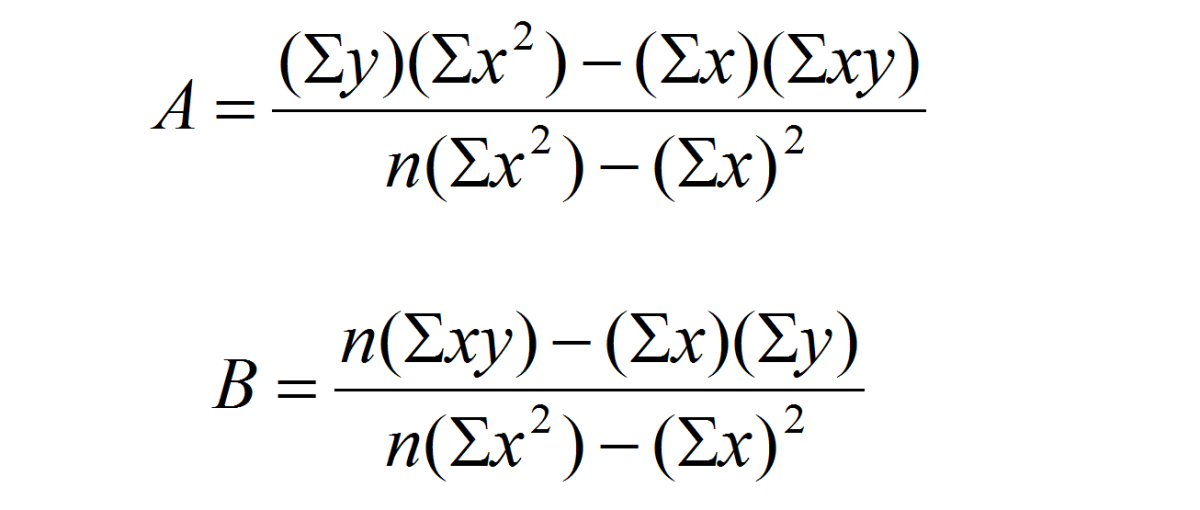 A = (Σy)(Σx²) − (Σx)(Σxy) / n(Σx²) − (Σx)²
B = n(Σxy) − (Σx)(Σy) / n(Σx²) − (Σx)²